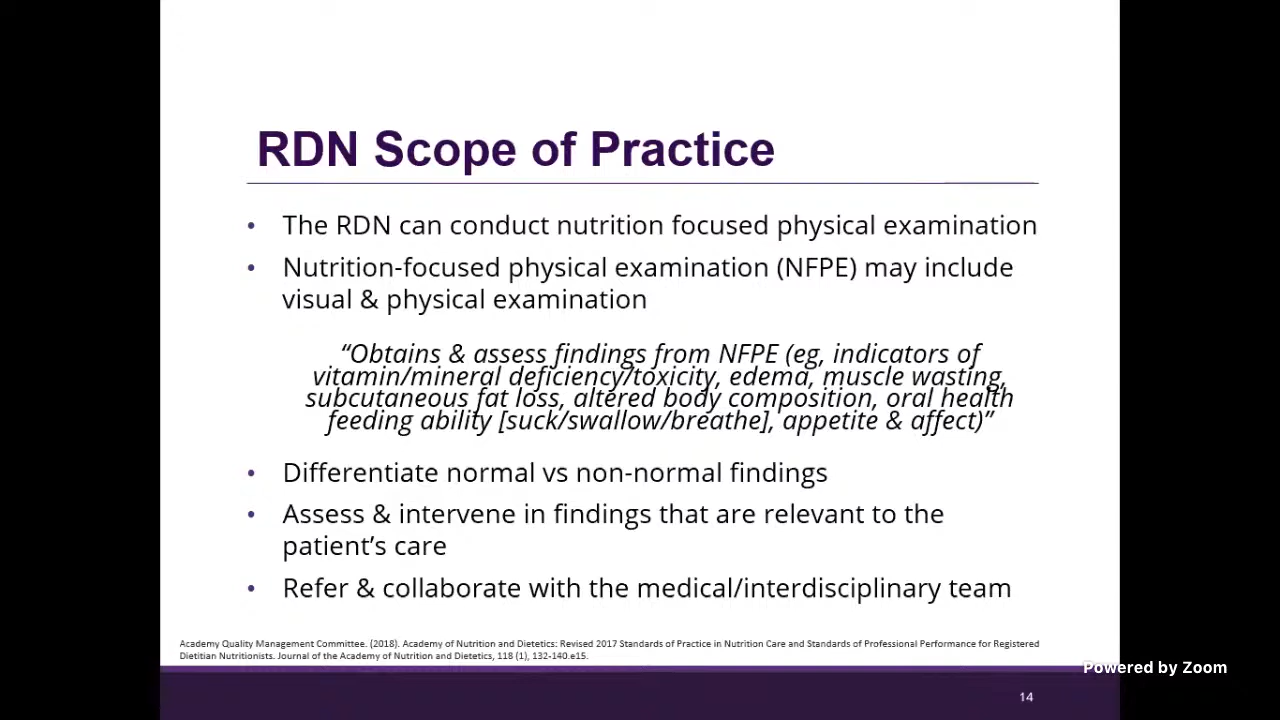 RDN Scope of Practice
• The RDN can conduct nutrition focused physical examination
• Nutrition-focused physical examination (NFPE) may include
visual & physical examination
“Obtains & assess findings from NFPE (eg, indicators of
vitamin/mineral deficiency/toxicity, edema, muscle wasting,
subcutaneous fat loss, altered body composition, oral health
feeding ability [suck/swallow/breathe], appetite & affect)”
• Differentiate normal vs non-normal findings
• Assess & intervene in findings that are relevant to the
patient’s care
• Refer & collaborate with the medical/interdisciplinary team
Academy Quality Management Committee. (2018). Academy of Nutrition and Dietetics: Revised 2017 Standards of Practice in Nutrition Care and Standards of Professional Performance for Registered
Dietitian Nutritionists. Journal of the Academy of Nutrition and Dietetics, 118 (1), 132-140.e15.
Powered by Zoom
14